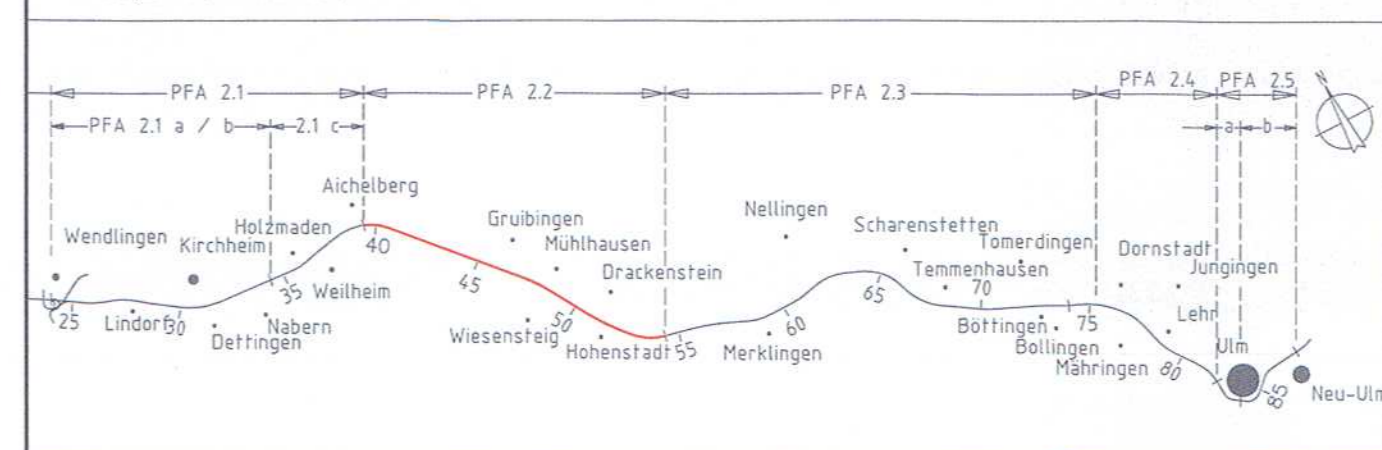 PFA 2.1
PFA 2.2
PFA 2.3
PFA 2.4
PFA 2.5
N
PFA 2.1 a / b
2.1 c
a
b
Aichelberg
Wendlingen
Kirchheim
Holzmaden
Gruibingen
Mühlhausen
Drackenstein
Nellingen
Scharenstetten
Temmenhausen
Tomerdingen
Dornstadt
Jungingen
25
Lindorf
30
Dettingen
Nabern
35
Weilheim
40
45
Wiesensteig
50
Hohenstadt
55
Merklingen
60
65
70
Böttingen
Bollingen
75
Mähringen
Lehr
80
Ulm
85
Neu-Ulm